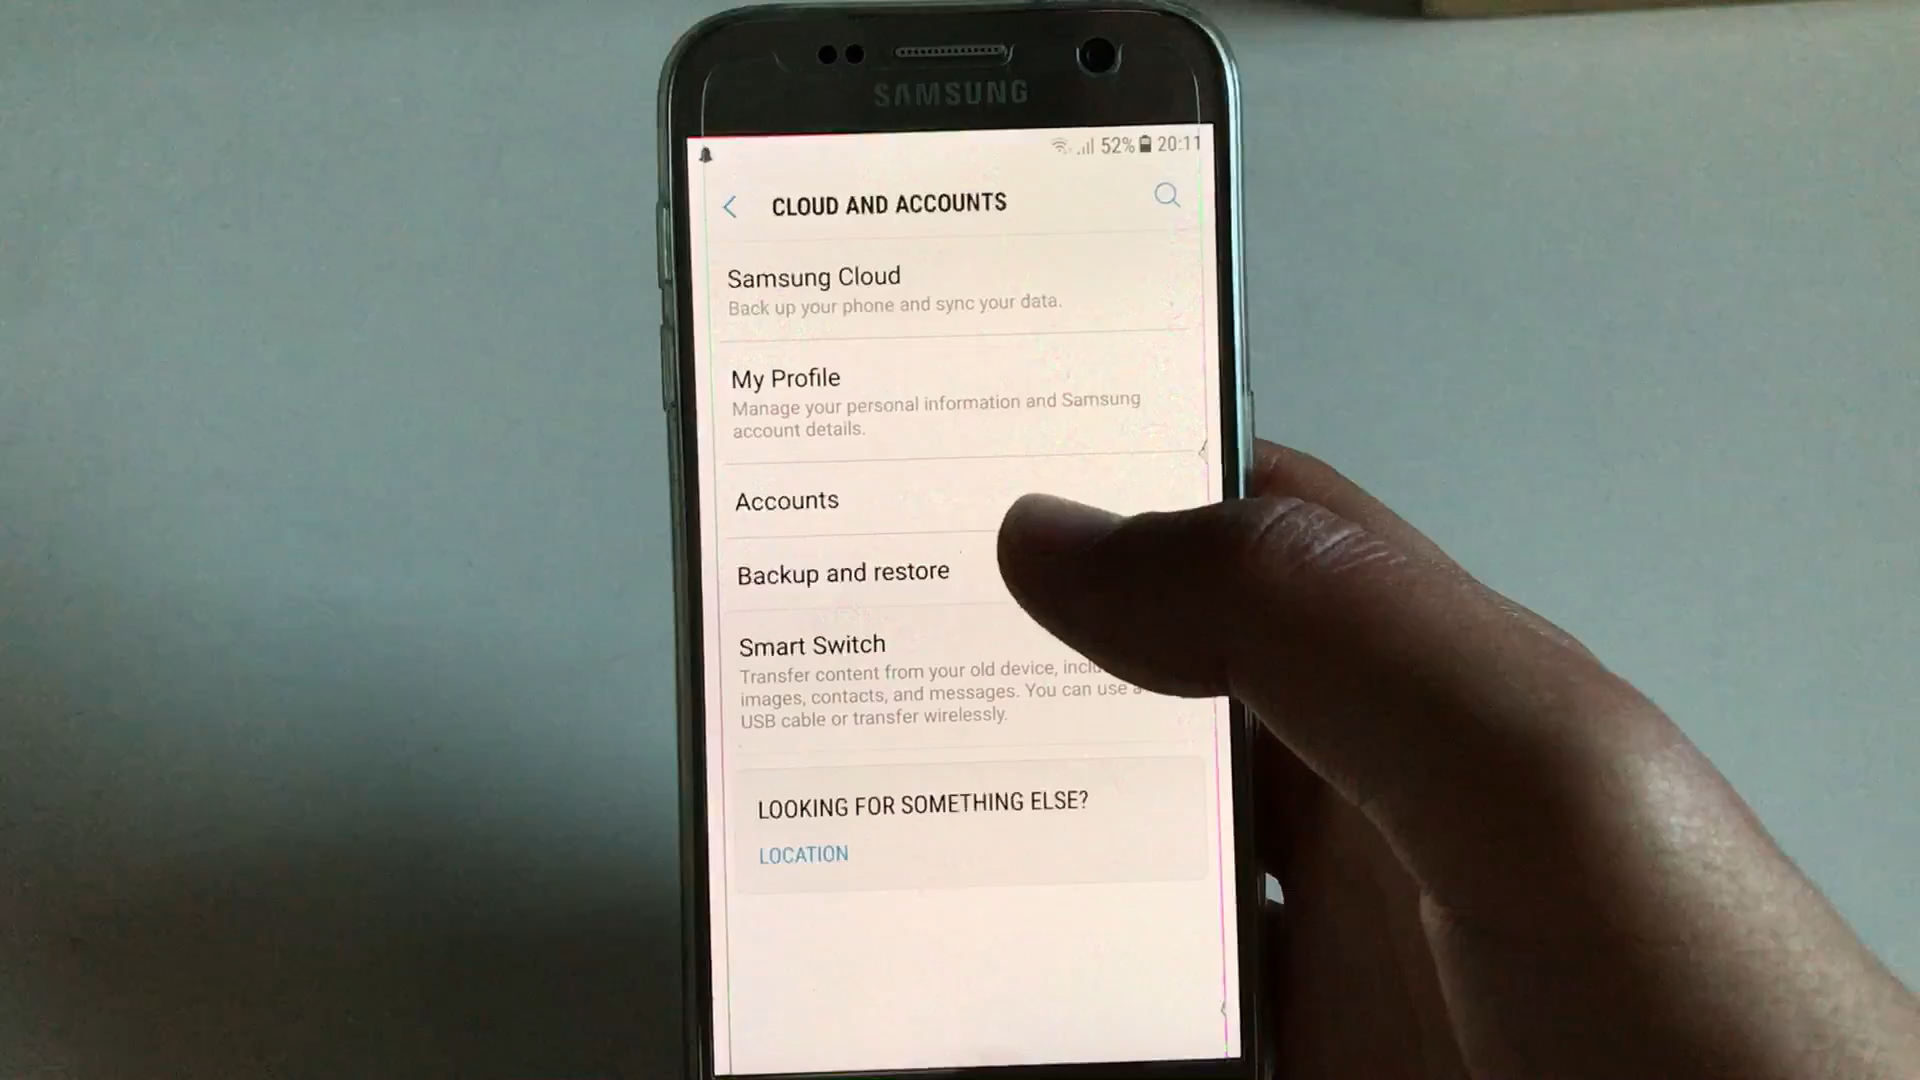 SAMSUNG
52% 20:11
CLOUD AND ACCOUNTS
Samsung Cloud
Back up your phone and sync your data.
My Profile
Manage your personal information and Samsung
account details.
Accounts
Backup and restore
Smart Switch
Transfer content from your old device,
images, contacts, and messages. You can use
USB cable or transfer wirelessly.
LOOKING FOR SOMETHING ELSE?
LOCATION